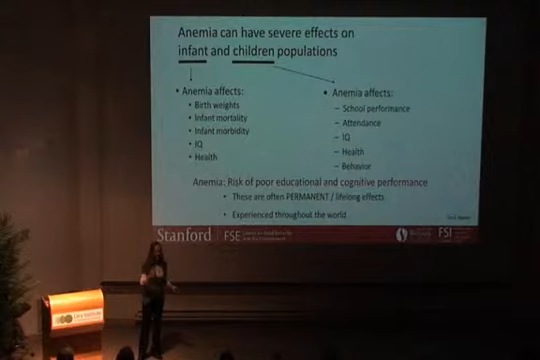 Anemia can have severe effects on
infant and children populations
• Anemia affects:
• Birth weights
• Infant mortality
• Infant morbidity
• IQ
• Health
• Anemia affects:
– School performance
– Attendance
– IQ
– Health
– Behavior
Anemia: Risk of poor educational and cognitive performance
• These are often PERMANENT / lifelong effects
• Experienced throughout the world
Stanford
FSE
FSI
Cary Institute